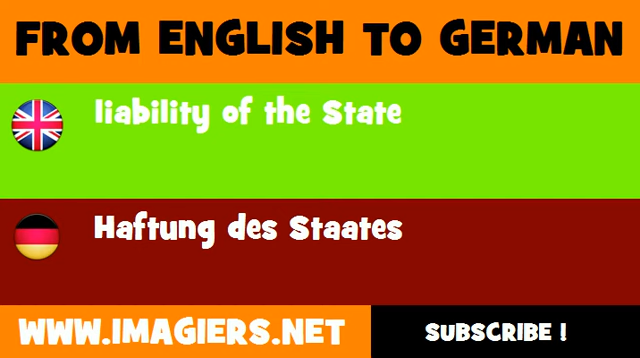 FROM ENGLISH TO GERMAN
liability of the State
Haftung des Staates
WWW.IMAGIERS.NET
SUBSCRIBE !